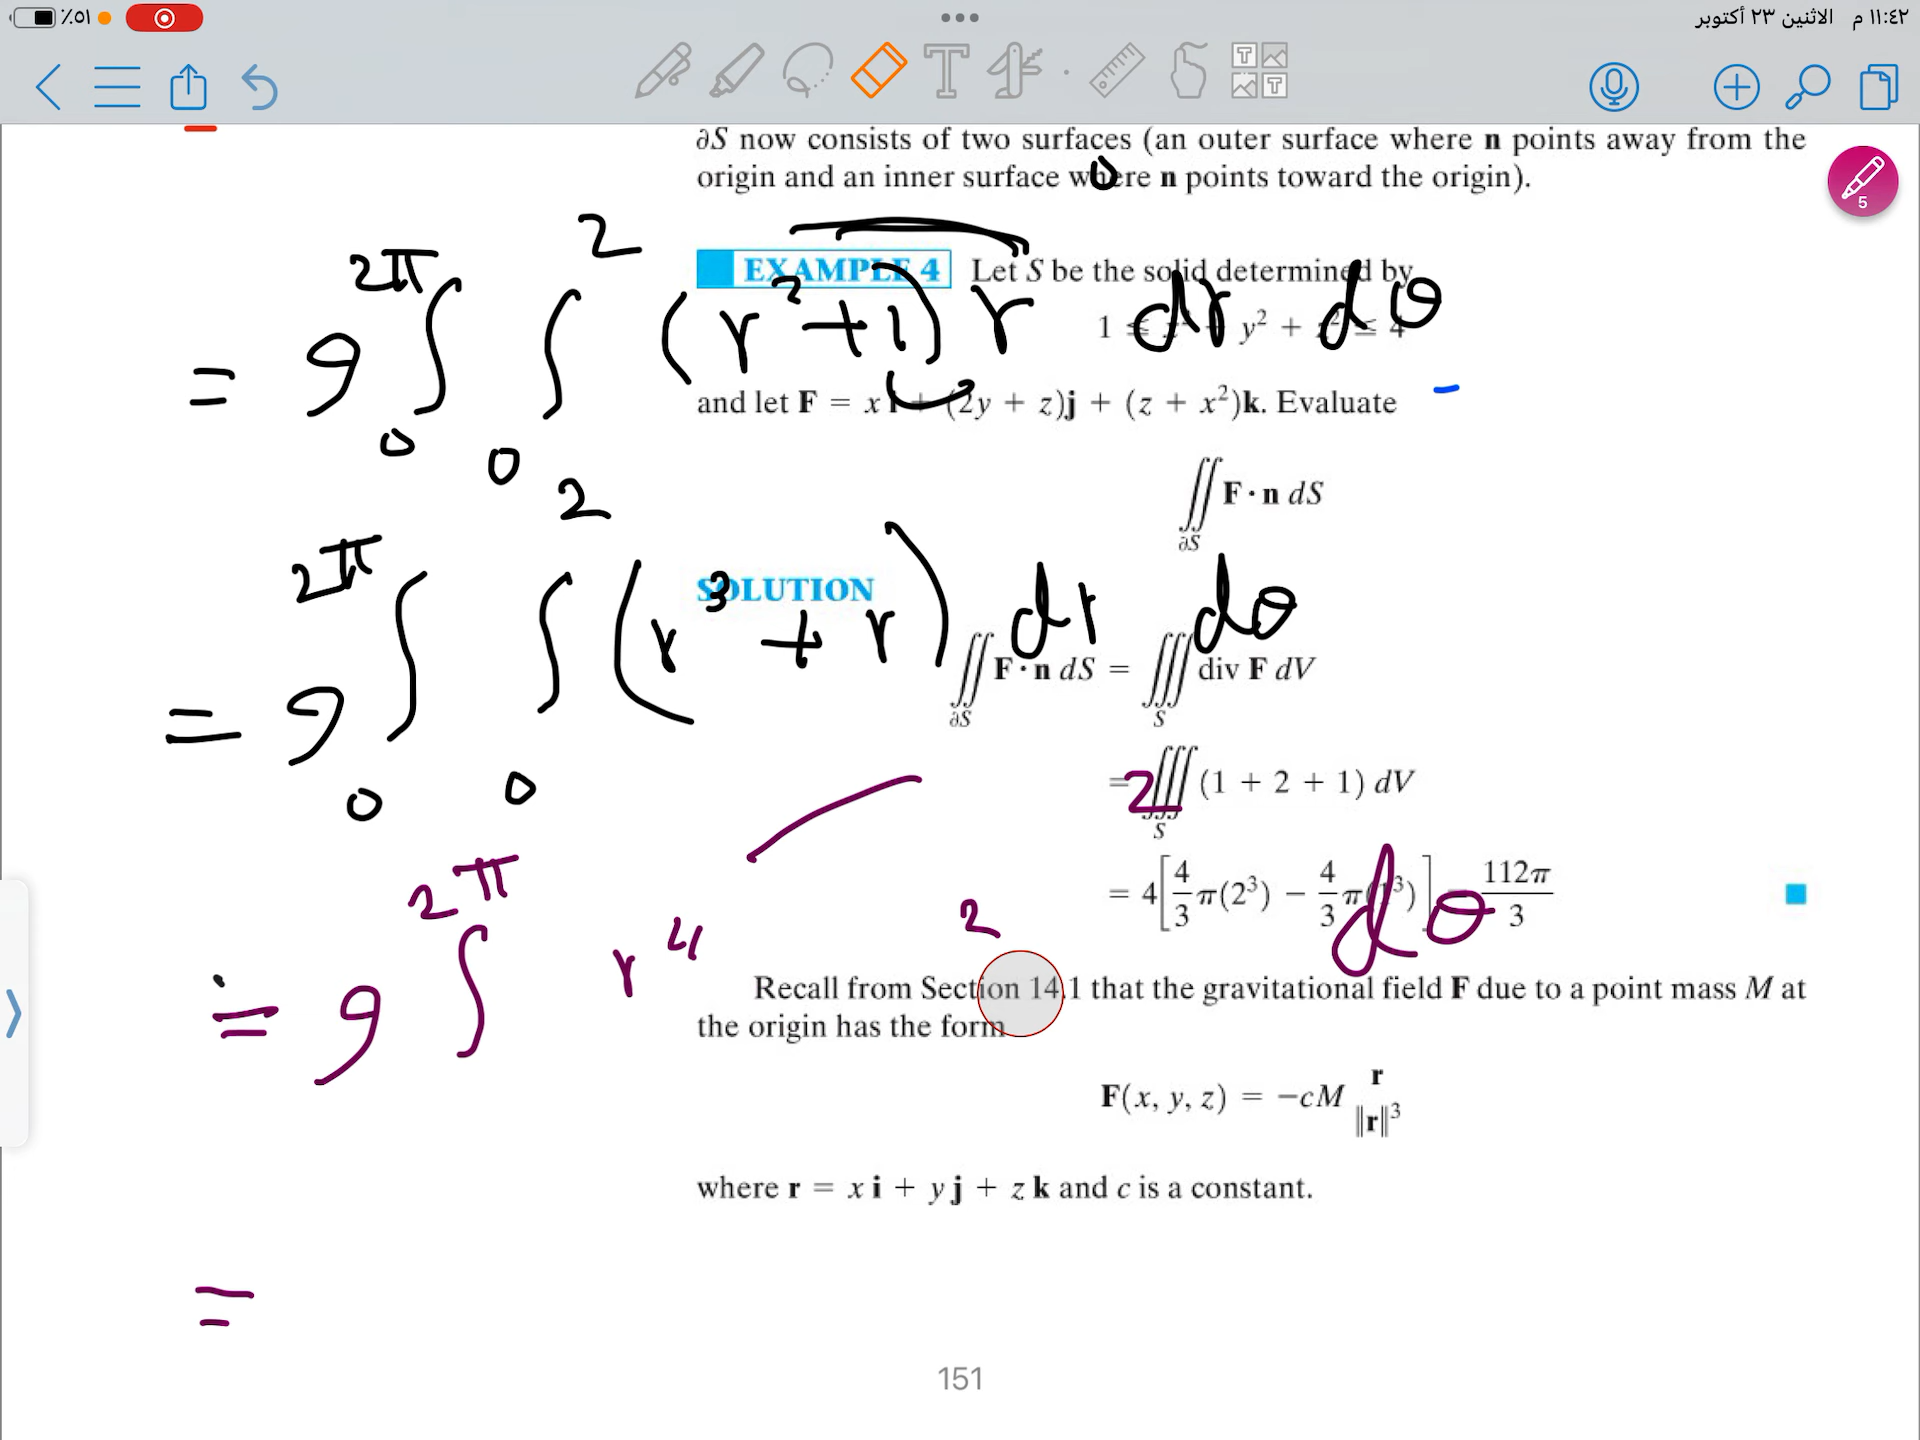 ٪٥١
١١:٤٢ م الاثنين ٢٣ أكتوبر
5
∂S now consists of two surfaces (an outer surface where n points away from the
origin and an inner surface where n points toward the origin).
0
EXAMPLE 4 Let S be the solid determined by
= 9 ∫₀^{2π} ∫₀^2 (r² + 1) r dr dθ
and let F = x i + (2y + z)j + (z + x²)k. Evaluate
∬_{∂S} F · n dS
SOLUTION
= 9 ∫₀^{2π} ∫₀^2 (r³ + r) dr dθ
∬_{∂S} F · n dS = ∭_S div F dV
= ∭_S (1 + 2 + 1) dV
2
= 4[4/3 π(2³) − 4/3 π(1³)] = 112π/3
= 9 ∫^{2π} r⁴ 2 dθ
Recall from Section 14.1 that the gravitational field F due to a point mass M at
the origin has the form
F(x, y, z) = −cM r/‖r‖³
where r = x i + y j + z k and c is a constant.
=
151